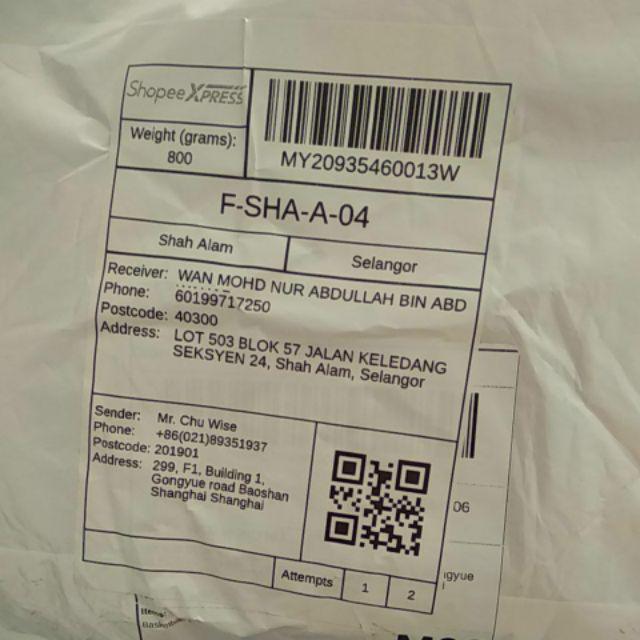 Shopee XPRESS
Weight (grams):
800
MY20935460013W
F-SHA-A-04
Shah Alam
Selangor
Receiver: WAN MOHD NUR ABDULLAH BIN ABD
Phone: 60199717250
Postcode: 40300
Address: LOT 503 BLOK 57 JALAN KELEDANG
SEKSYEN 24, Shah Alam, Selangor
Sender: Mr. Chu Wise
Phone: +86(021)89351937
Postcode: 201901
Address: 299, F1, Building 1,
Gongyue road Baoshan
Shanghai Shanghai
Attempts 1 2
06